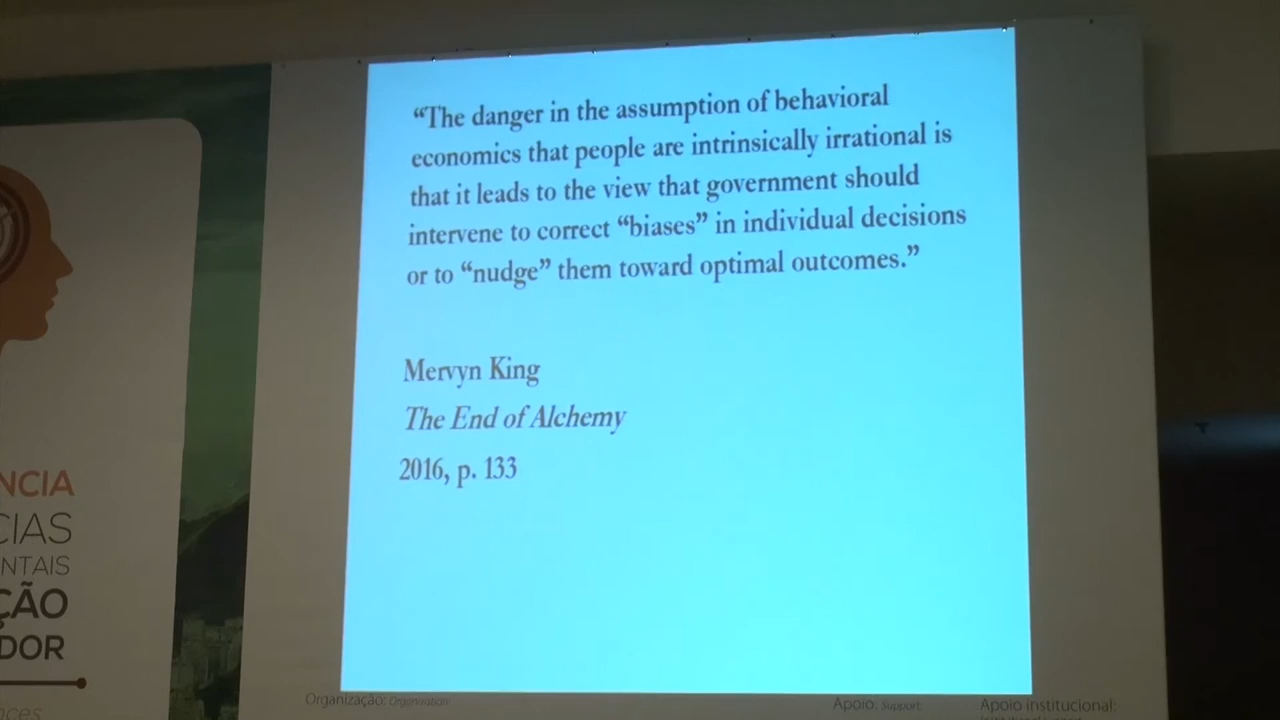 “The danger in the assumption of behavioral
economics that people are intrinsically irrational is
that it leads to the view that government should
intervene to correct “biases” in individual decisions
or to “nudge” them toward optimal outcomes.”
Mervyn King
The End of Alchemy
2016, p. 133
NCIA
CIAS
NTAIS
ÇÃO
DOR
nces
Organização: Organisation:
Apoio: Support:
Apoio institucional: